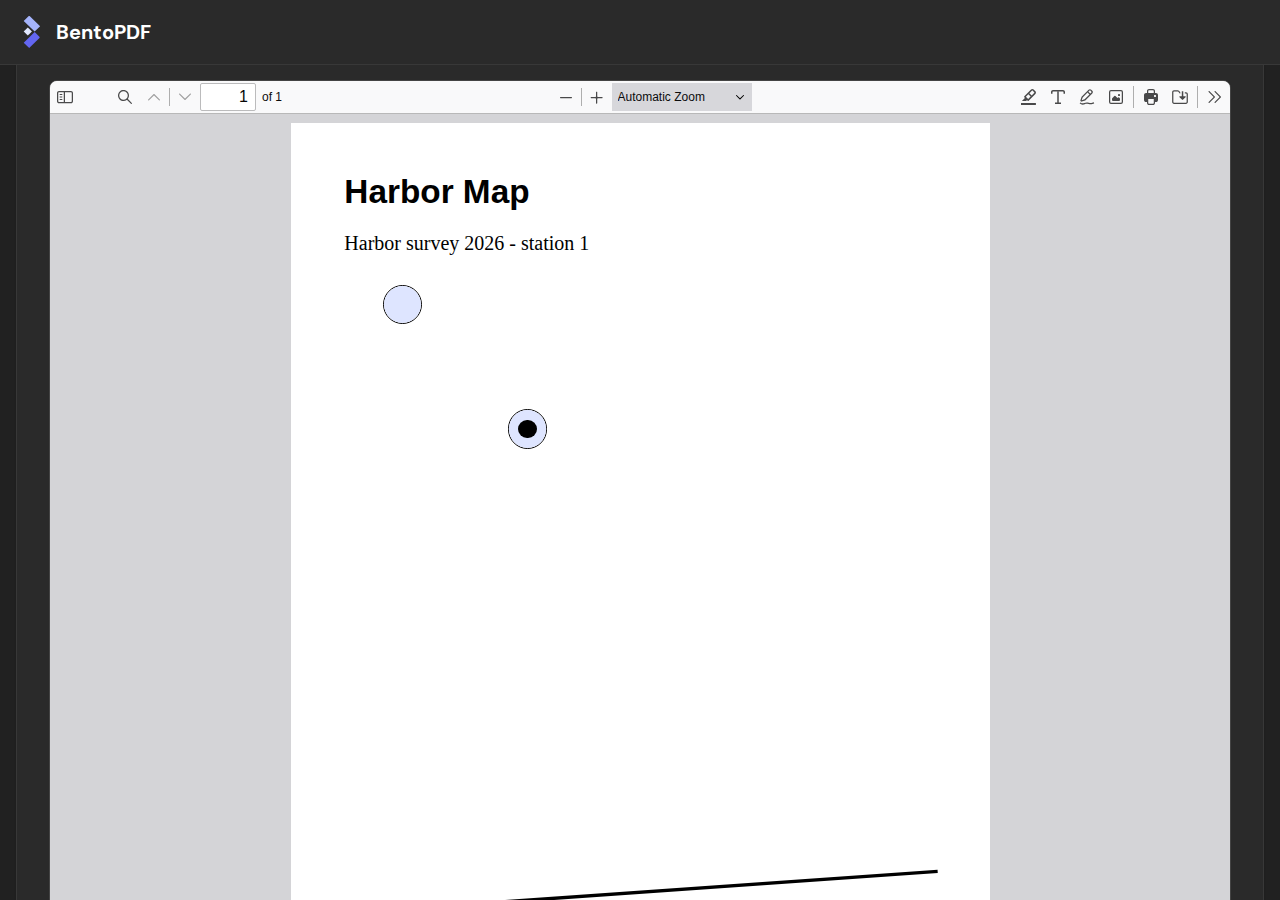 BentoPDF
1 of 1
Automatic Zoom
Harbor Map
Harbor survey 2026 - station 1